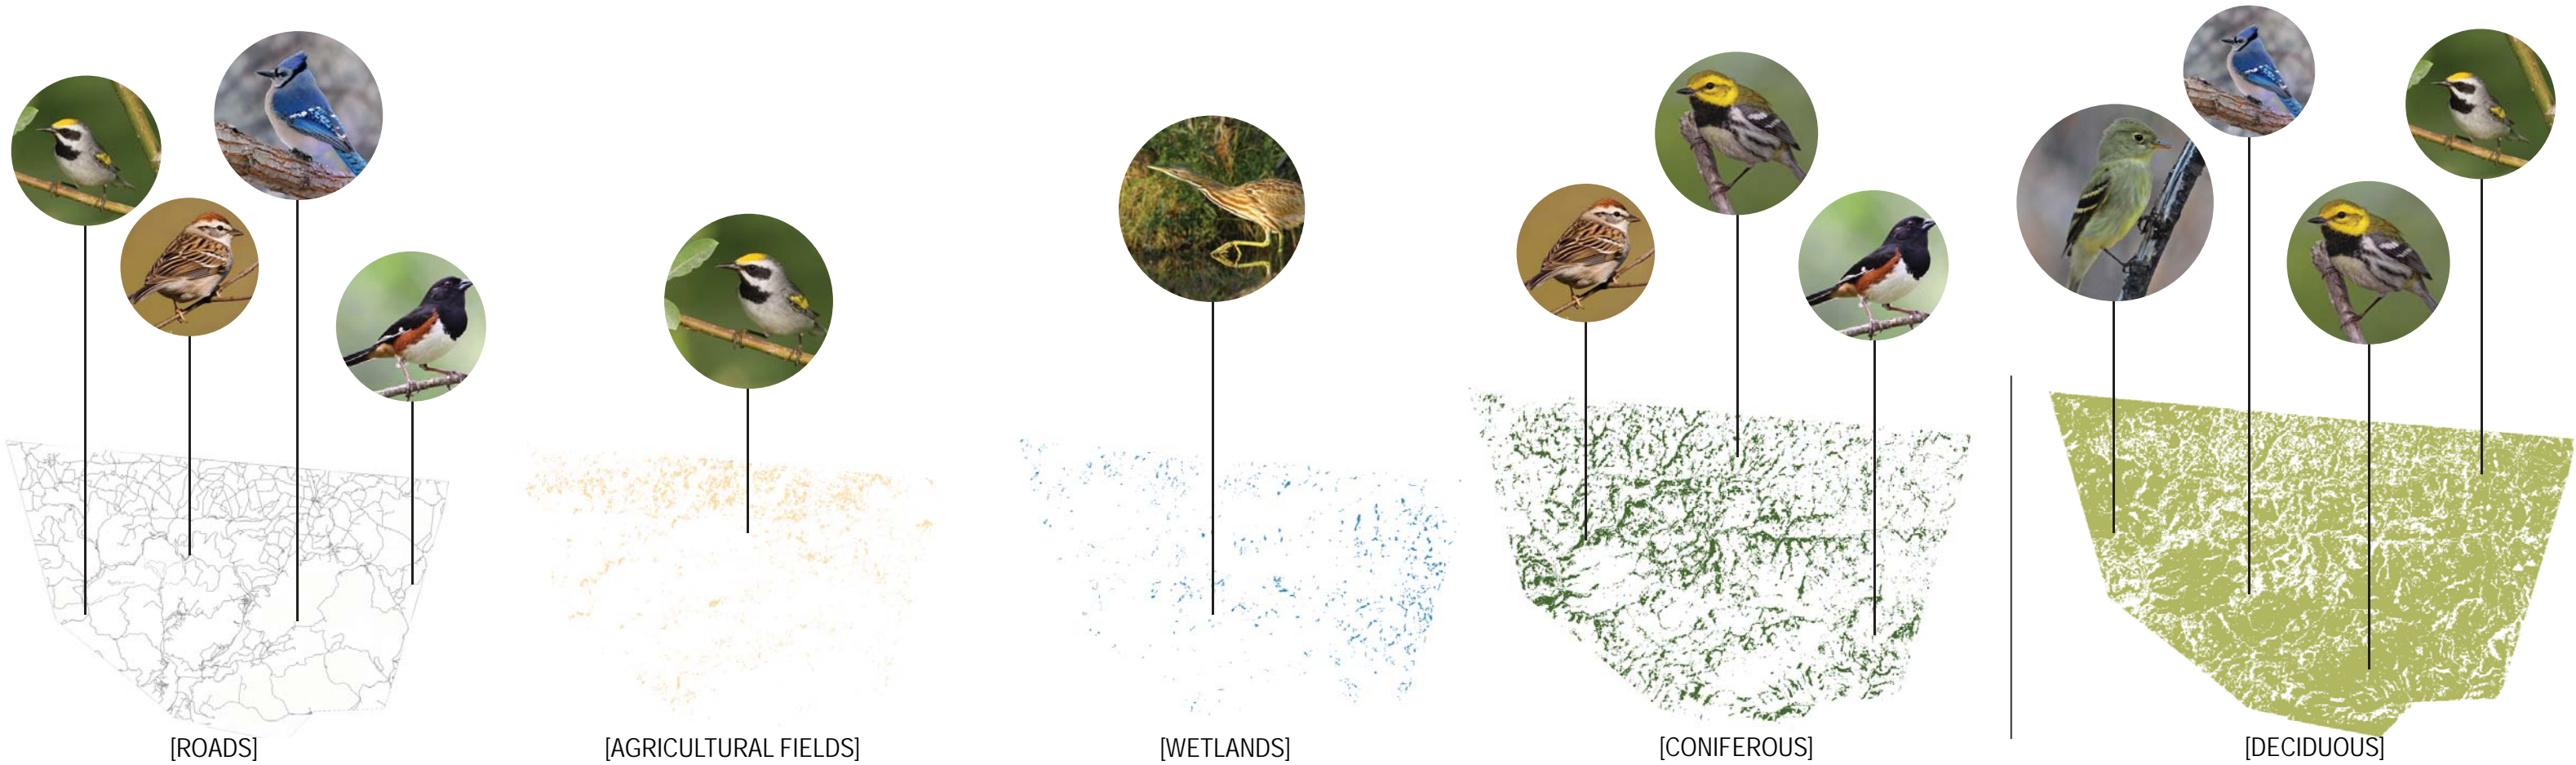 [ROADS]
[AGRICULTURAL FIELDS]
[WETLANDS]
[CONIFEROUS]
[DECIDUOUS]